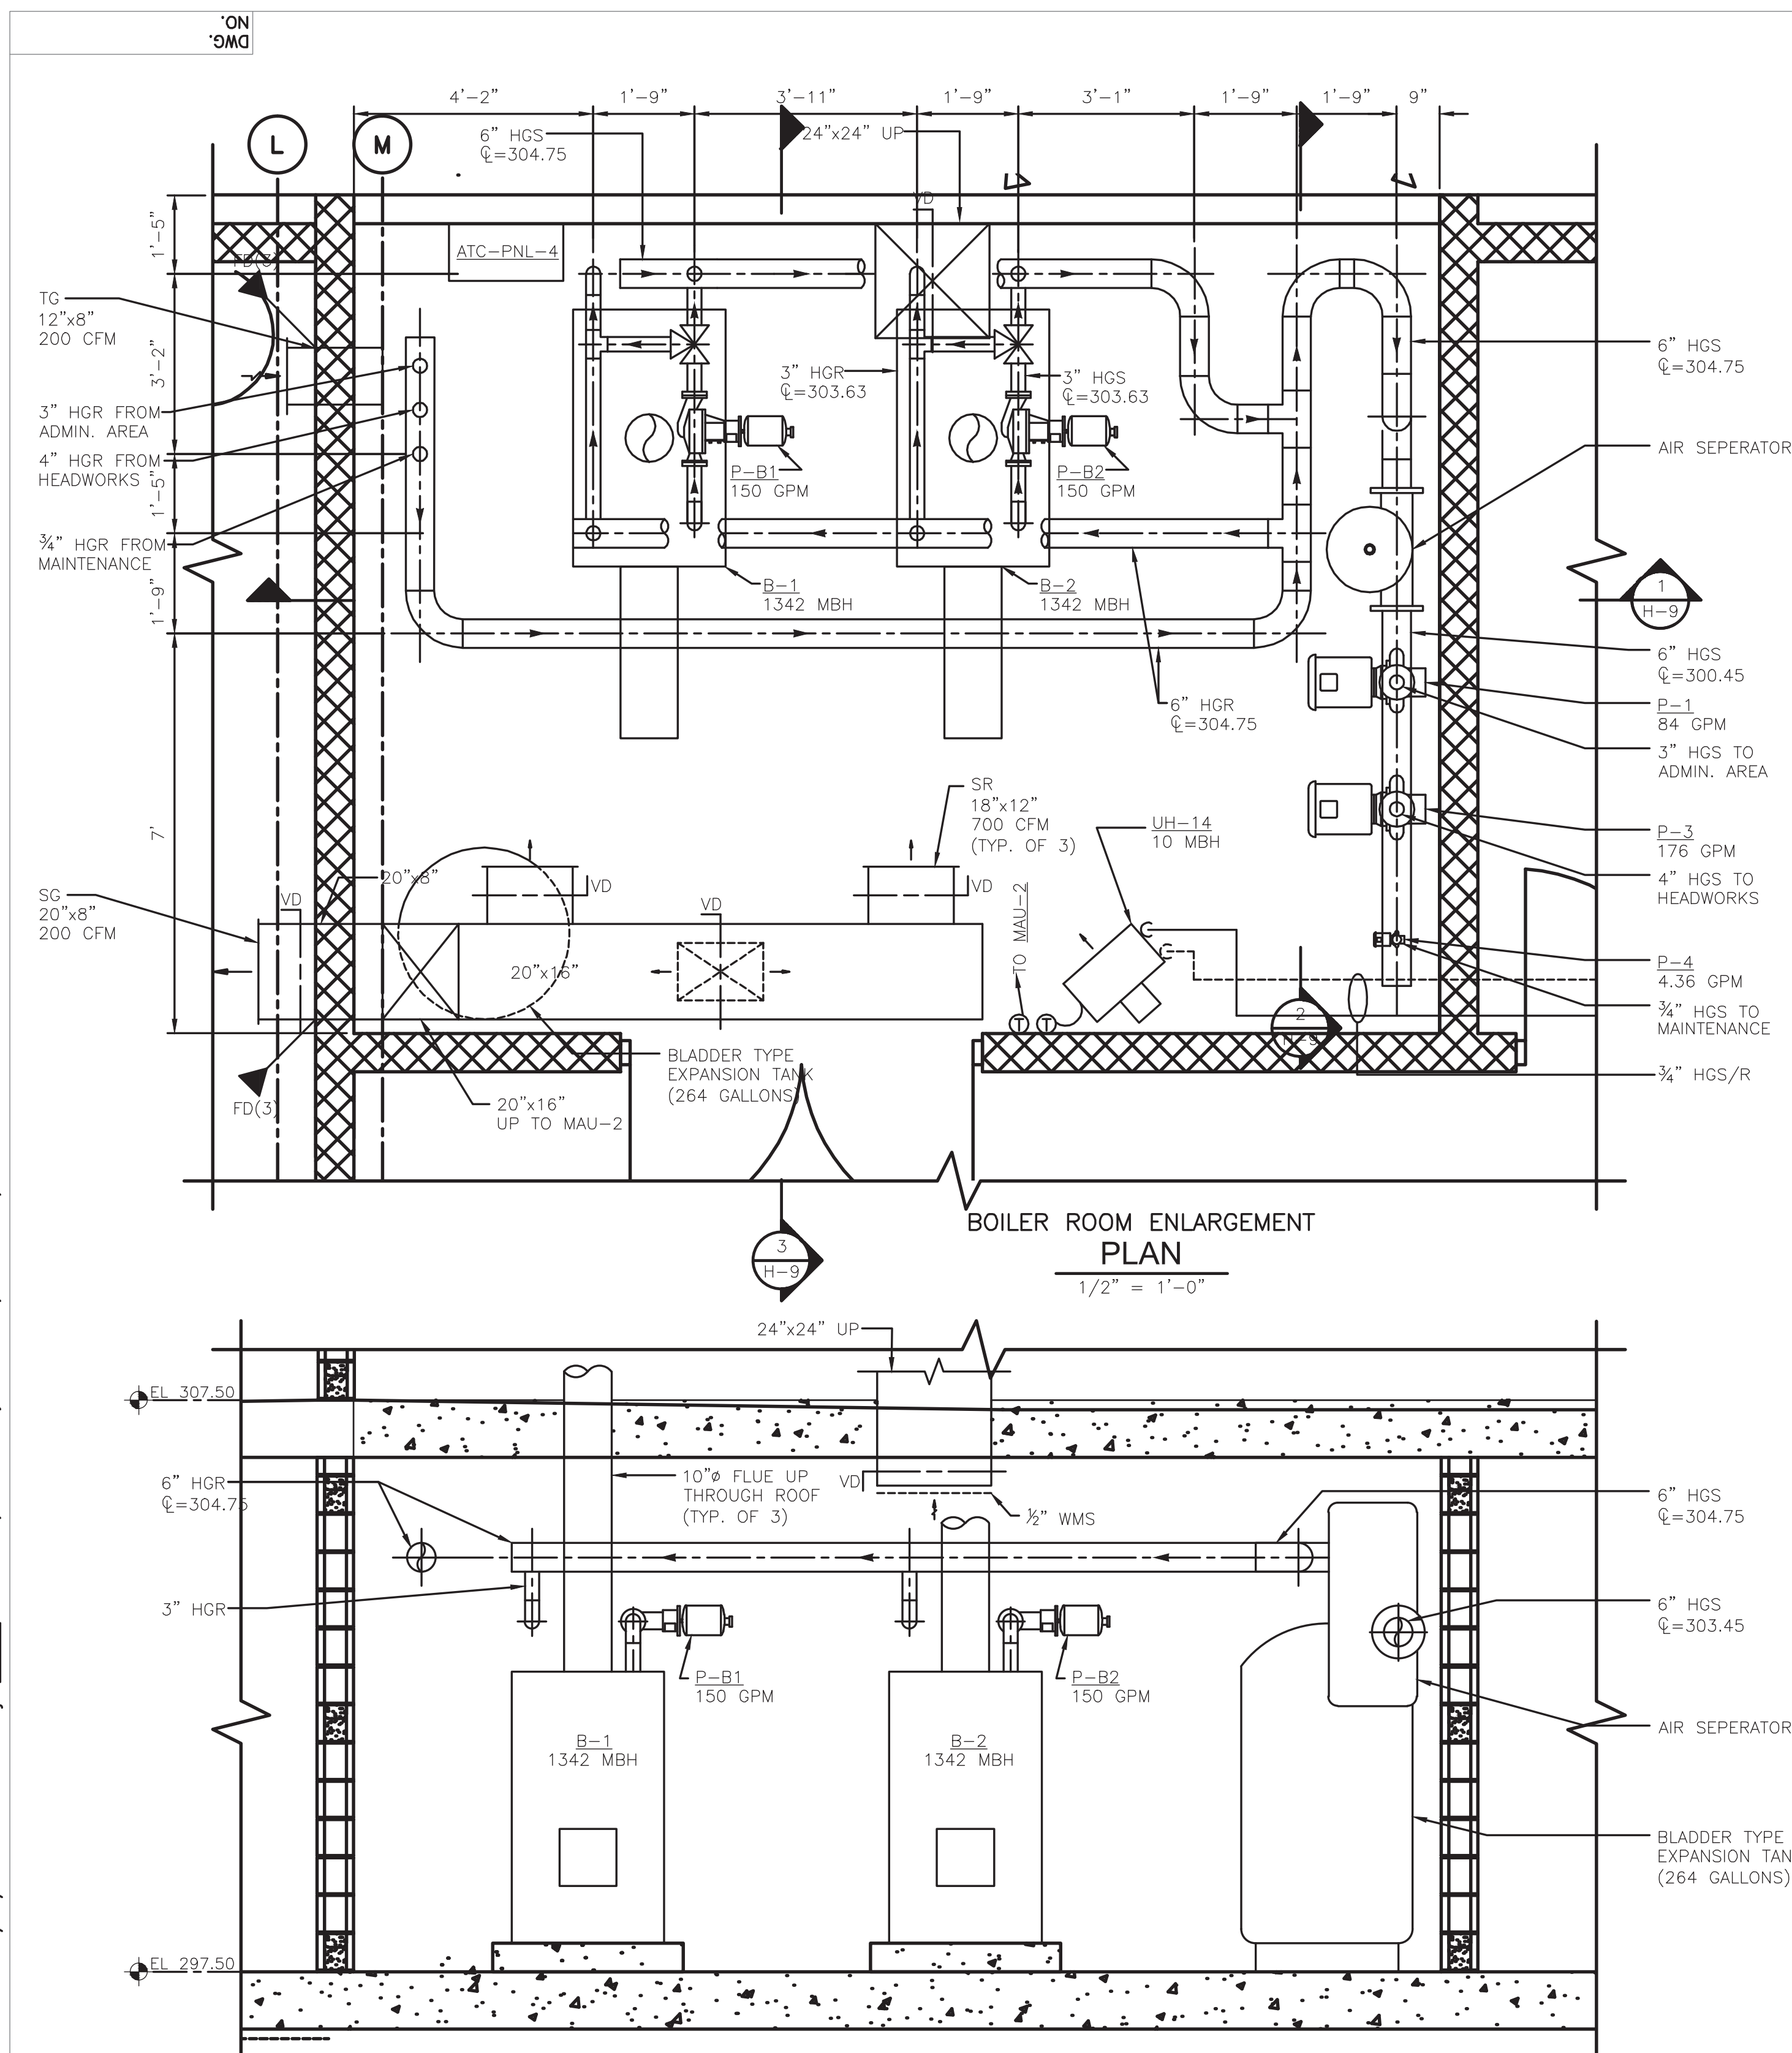 DWG.
NO.
4'-2"
1'-9"
3'-11"
1'-9"
3'-1"
1'-9"
1'-9"
9"
L
M
6" HGS
℄=304.75
24"x24" UP
VD
1'-5"
3'-2"
1'-5"
1'-9"
7'
ATC-PNL-4
FD(3)
TG
12"x8"
200 CFM
3" HGR FROM
ADMIN. AREA
4" HGR FROM
HEADWORKS
¾" HGR FROM
MAINTENANCE
3" HGR
℄=303.63
3" HGS
℄=303.63
P-B1
150 GPM
P-B2
150 GPM
B-1
1342 MBH
B-2
1342 MBH
6" HGS
℄=304.75
AIR SEPERATOR
1
H-9
6" HGS
℄=300.45
6" HGR
℄=304.75
P-1
84 GPM
3" HGS TO
ADMIN. AREA
P-3
176 GPM
4" HGS TO
HEADWORKS
P-4
4.36 GPM
¾" HGS TO
MAINTENANCE
¾" HGS/R
SR
18"x12"
700 CFM
(TYP. OF 3)
UH-14
10 MBH
TO MAU-2
T
T
2
H-9
SG
20"x8"
200 CFM
VD
20"x8"
VD
VD
VD
20"x16"
BLADDER TYPE
EXPANSION TANK
(264 GALLONS)
20"x16"
UP TO MAU-2
FD(3)
3
H-9
BOILER ROOM ENLARGEMENT
PLAN
1/2" = 1'-0"
24"x24" UP
EL 307.50
6" HGR
℄=304.75
10"ø FLUE UP
THROUGH ROOF
(TYP. OF 3)
VD
½" WMS
6" HGS
℄=304.75
3" HGR
6" HGS
℄=303.45
P-B1
150 GPM
P-B2
150 GPM
B-1
1342 MBH
B-2
1342 MBH
AIR SEPERATOR
BLADDER TYPE
EXPANSION TAN
(264 GALLONS)
EL 297.50